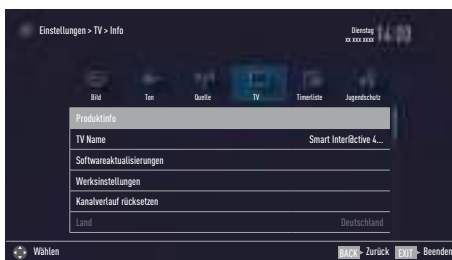 Einstellungen > TV > Info
Dienstag
xx xxx xxxx
14:03
Bild Ton Quelle TV Timerliste Jugendschutz
Produktinfo
TV Name Smart Inter@ctive 4...
Softwareaktualisierungen
Werksinstellungen
Kanalverlauf rücksetzen
Land Deutschland
Wählen BACK - Zurück EXIT - Beenden